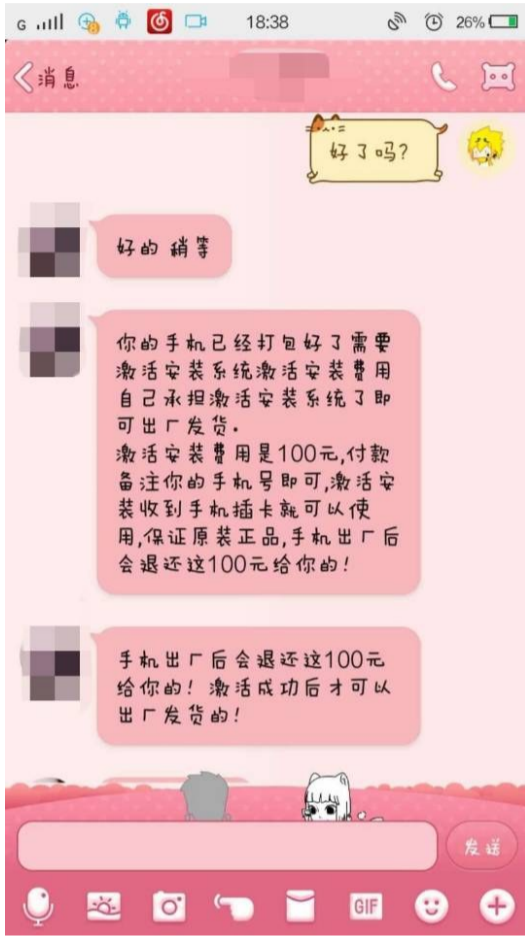 G 18:38 26%
消息
好了吗?
好的 稍等
你的手机已经打包好了需要
激活安装系统激活安装费用
自己承担激活安装系统了即
可出厂发货.
激活安装费用是100元,付款
备注你的手机号即可,激活安
装收到手机插卡就可以使
用,保证原装正品,手机出厂后
会退还这100元给你的!
手机出厂后会退还这100元
给你的!激活成功后才可以
出厂发货的!
发送
GIF